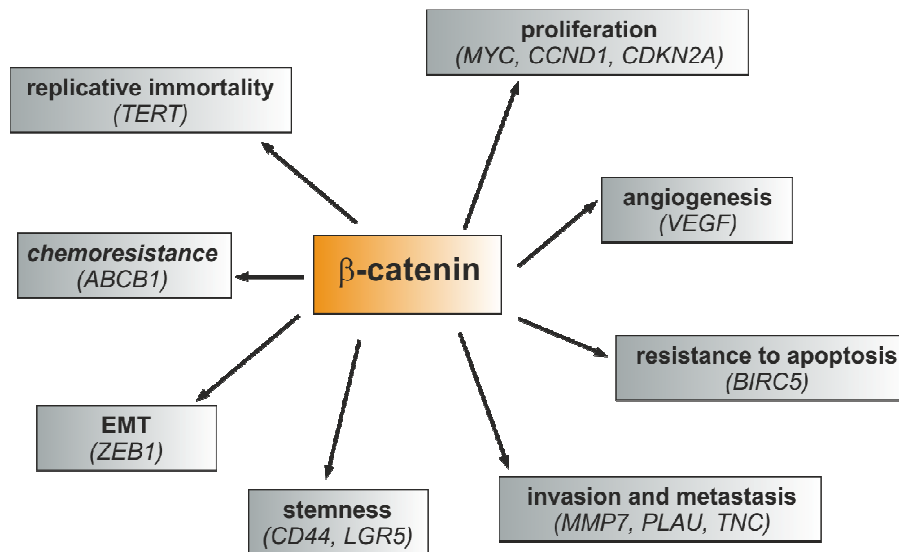 proliferation
(MYC, CCND1, CDKN2A)
replicative immortality
(TERT)
angiogenesis
(VEGF)
chemoresistance
(ABCB1)
β-catenin
resistance to apoptosis
(BIRC5)
EMT
(ZEB1)
stemness
(CD44, LGR5)
invasion and metastasis
(MMP7, PLAU, TNC)